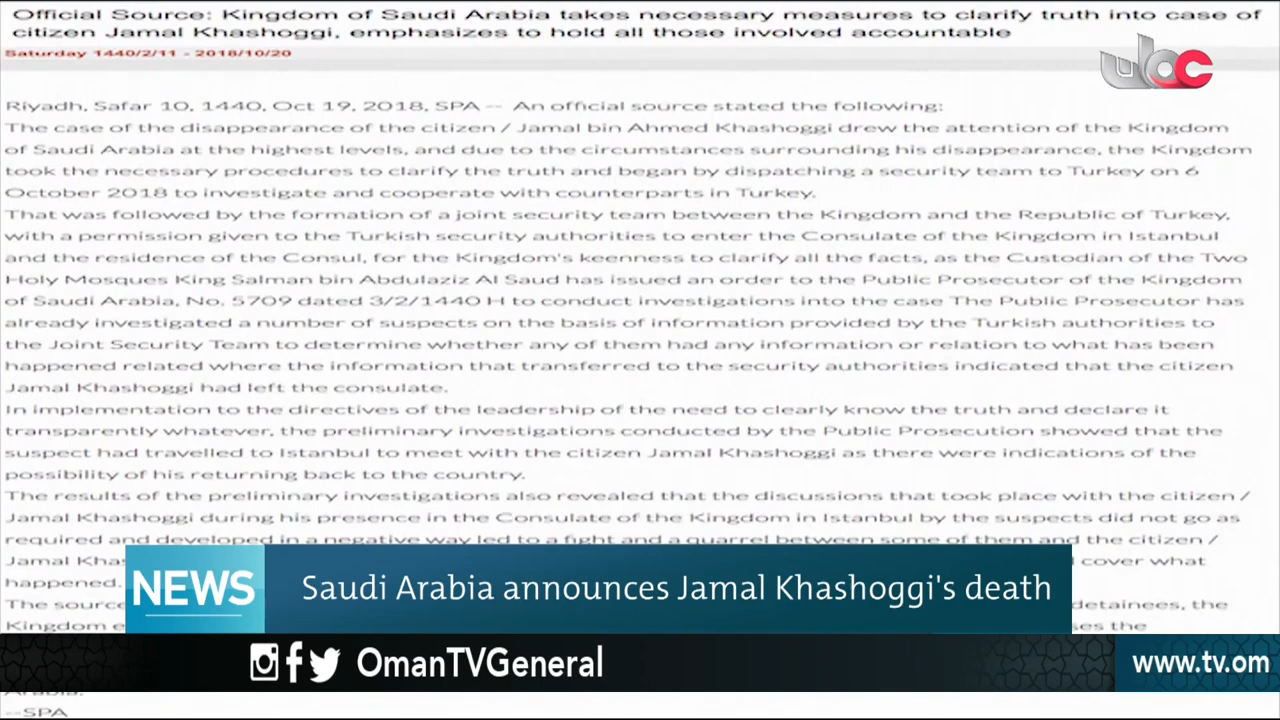 Official Source: Kingdom of Saudi Arabia takes necessary measures to clarify truth into case of
citizen Jamal Khashoggi, emphasizes to hold all those involved accountable
Saturday 1440/2/11 - 2018/10/20
Riyadh, Safar 10, 1440, Oct 19, 2018, SPA -- An official source stated the following:
The case of the disappearance of the citizen / Jamal bin Ahmed Khashoggi drew the attention of the Kingdom
of Saudi Arabia at the highest levels, and due to the circumstances surrounding his disappearance, the Kingdom
took the necessary procedures to clarify the truth and began by dispatching a security team to Turkey on 6
October 2018 to investigate and cooperate with counterparts in Turkey.
That was followed by the formation of a joint security team between the Kingdom and the Republic of Turkey,
with a permission given to the Turkish security authorities to enter the Consulate of the Kingdom in Istanbul
and the residence of the Consul, for the Kingdom's keenness to clarify all the facts, as the Custodian of the Two
Holy Mosques King Salman bin Abdulaziz Al Saud has issued an order to the Public Prosecutor of the Kingdom
of Saudi Arabia, No. 5709 dated 3/2/1440 H to conduct investigations into the case The Public Prosecutor has
already investigated a number of suspects on the basis of information provided by the Turkish authorities to
the Joint Security Team to determine whether any of them had any information or relation to what has been
happened related where the information that transferred to the security authorities indicated that the citizen
Jamal Khashoggi had left the consulate.
In implementation to the directives of the leadership of the need to clearly know the truth and declare it
transparently whatever, the preliminary investigations conducted by the Public Prosecution showed that the
suspect had travelled to Istanbul to meet with the citizen Jamal Khashoggi as there were indications of the
possibility of his returning back to the country.
The results of the preliminary investigations also revealed that the discussions that took place with the citizen /
Jamal Khashoggi during his presence in the Consulate of the Kingdom in Istanbul by the suspects did not go as
required and developed in a negative way led to a fight and a quarrel between some of them and the citizen /
Jamal cover what
happened.
The detainees, the
Kingdom the
NEWS
Saudi Arabia announces Jamal Khashoggi's death
OmanTVGeneral
www.tv.om
--SPA